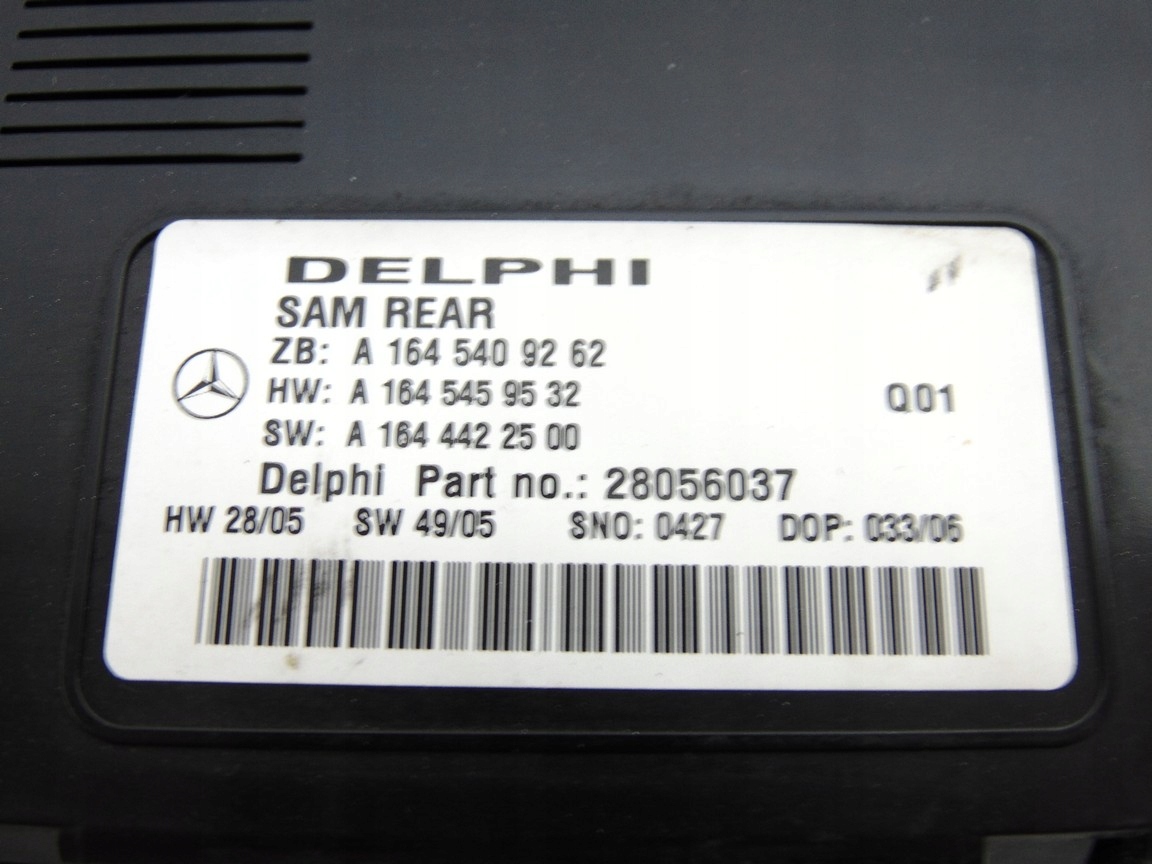 DELPHI
SAM REAR
ZB: A 164 540 92 62
HW: A 164 545 95 32 Q01
SW: A 164 442 25 00
Delphi Part no.: 28056037
HW 28/05 SW 49/05 SNO: 0427 DOP: 033/06